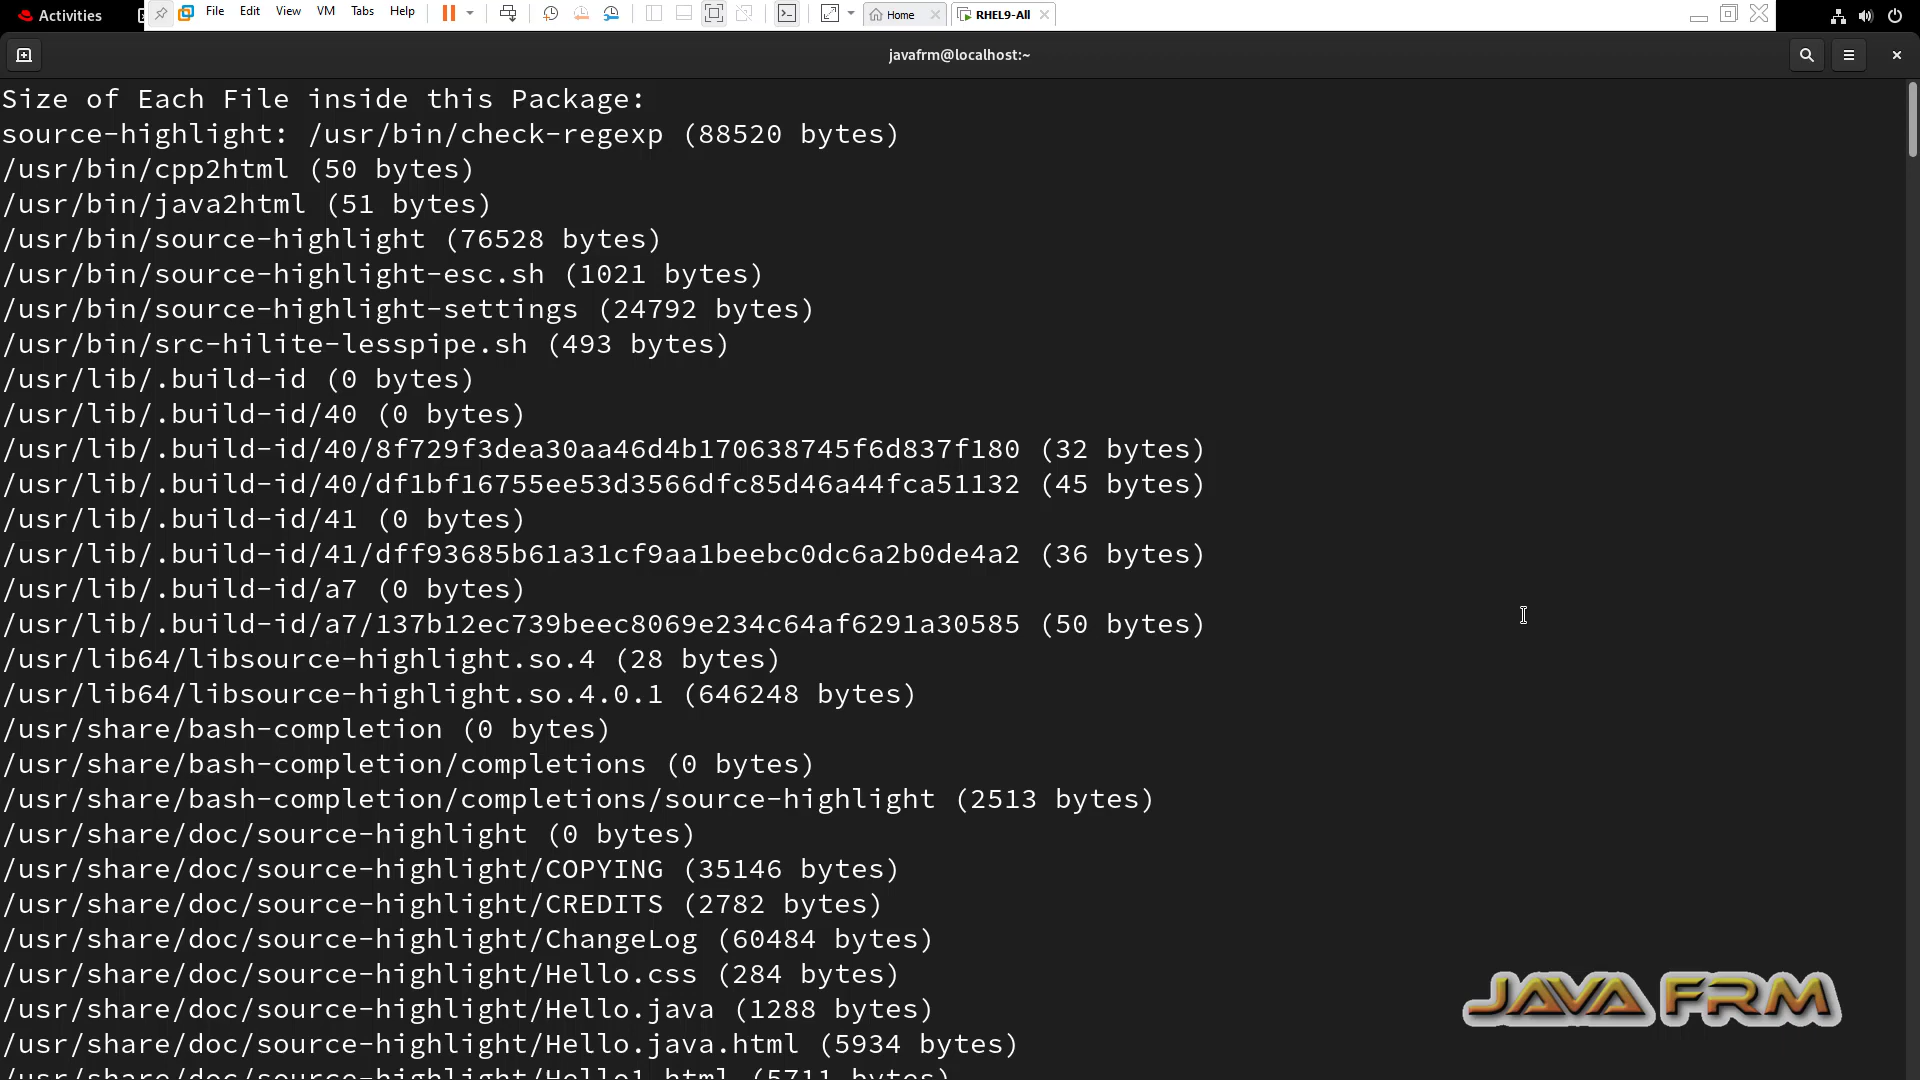 Activities
File Edit View VM Tabs Help
Home
RHEL9-All
javafrm@localhost:~
Size of Each File inside this Package:
source-highlight: /usr/bin/check-regexp (88520 bytes)
/usr/bin/cpp2html (50 bytes)
/usr/bin/java2html (51 bytes)
/usr/bin/source-highlight (76528 bytes)
/usr/bin/source-highlight-esc.sh (1021 bytes)
/usr/bin/source-highlight-settings (24792 bytes)
/usr/bin/src-hilite-lesspipe.sh (493 bytes)
/usr/lib/.build-id (0 bytes)
/usr/lib/.build-id/40 (0 bytes)
/usr/lib/.build-id/40/8f729f3dea30aa46d4b170638745f6d837f180 (32 bytes)
/usr/lib/.build-id/40/df1bf16755ee53d3566dfc85d46a44fca51132 (45 bytes)
/usr/lib/.build-id/41 (0 bytes)
/usr/lib/.build-id/41/dff93685b61a31cf9aa1beebc0dc6a2b0de4a2 (36 bytes)
/usr/lib/.build-id/a7 (0 bytes)
/usr/lib/.build-id/a7/137b12ec739beec8069e234c64af6291a30585 (50 bytes)
/usr/lib64/libsource-highlight.so.4 (28 bytes)
/usr/lib64/libsource-highlight.so.4.0.1 (646248 bytes)
/usr/share/bash-completion (0 bytes)
/usr/share/bash-completion/completions (0 bytes)
/usr/share/bash-completion/completions/source-highlight (2513 bytes)
/usr/share/doc/source-highlight (0 bytes)
/usr/share/doc/source-highlight/COPYING (35146 bytes)
/usr/share/doc/source-highlight/CREDITS (2782 bytes)
/usr/share/doc/source-highlight/ChangeLog (60484 bytes)
/usr/share/doc/source-highlight/Hello.css (284 bytes)
/usr/share/doc/source-highlight/Hello.java (1288 bytes)
/usr/share/doc/source-highlight/Hello.java.html (5934 bytes)
/usr/share/doc/source-highlight/Hello1.html (5711 bytes)
JAVA FRM